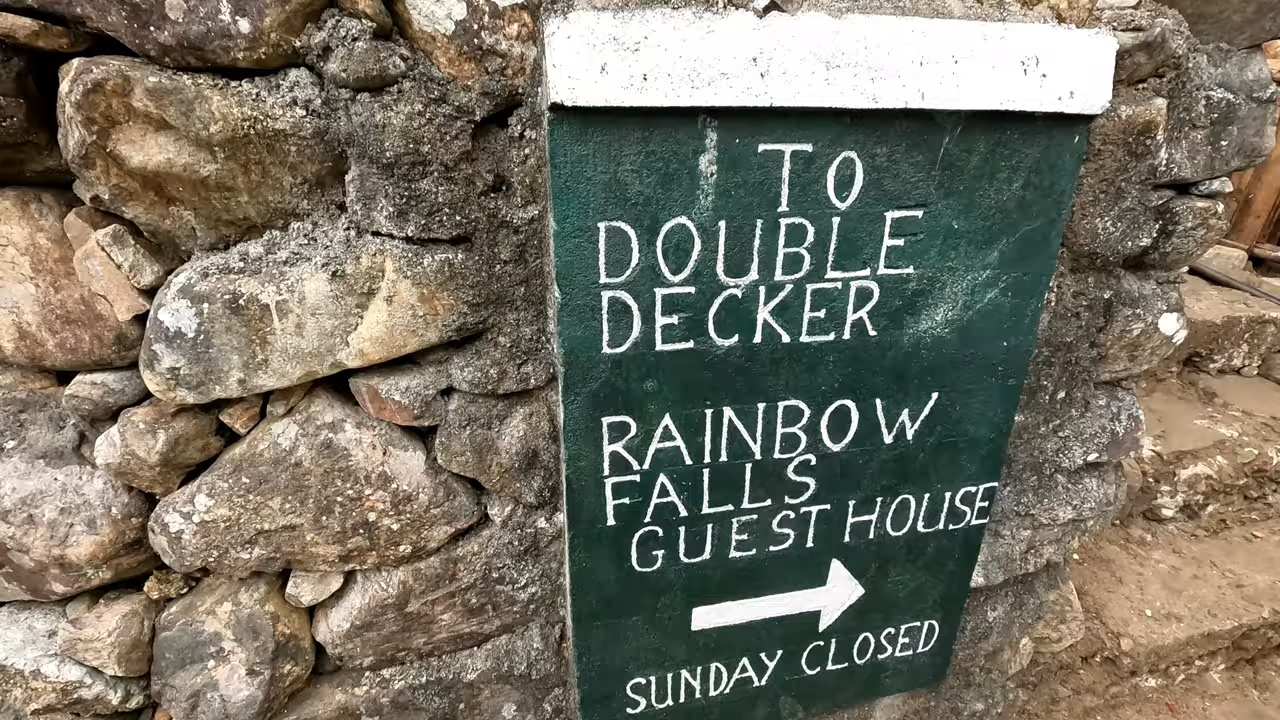 TO
DOUBLE
DECKER
RAINBOW
FALLS
GUEST HOUSE
SUNDAY CLOSED